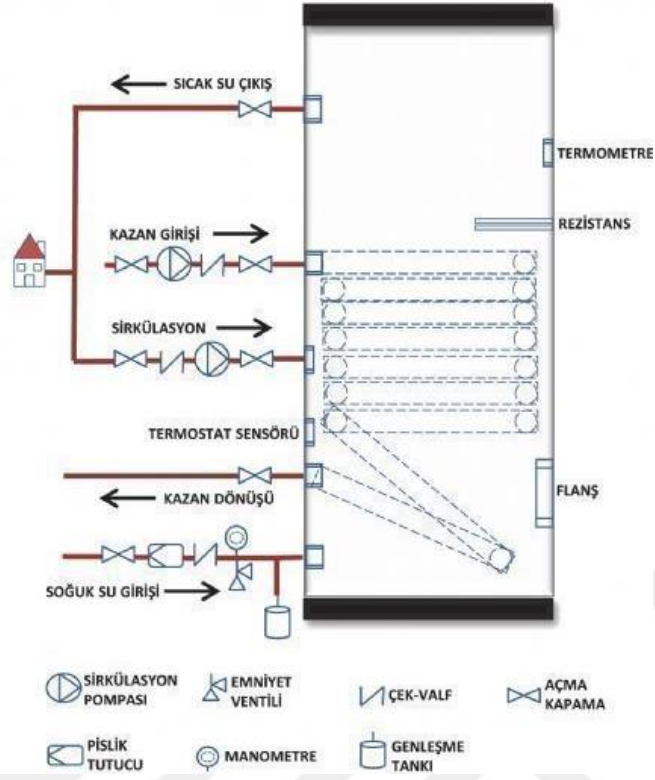 SICAK SU ÇIKIŞ
TERMOMETRE
REZİSTANS
KAZAN GİRİŞİ
SİRKÜLASYON
TERMOSTAT SENSÖRÜ
KAZAN DÖNÜŞÜ
FLANŞ
SOĞUK SU GİRİŞİ
SİRKÜLASYON
POMPASI
EMNİYET
VENTİLİ
ÇEK-VALF
AÇMA
KAPAMA
PİSLİK
TUTUCU
MANOMETRE
GENLEŞME
TANKI